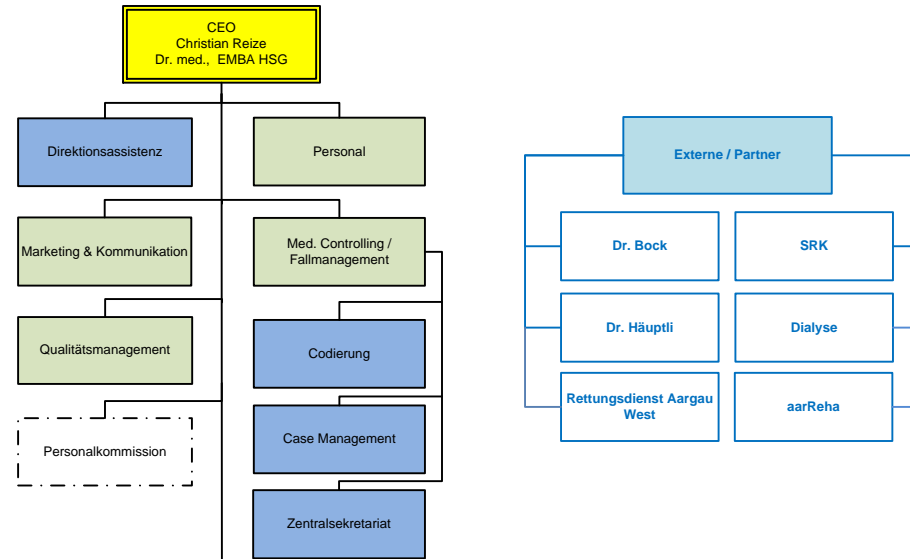 CEO
Christian Reize
Dr. med., EMBA HSG
Direktionsassistenz
Personal
Marketing & Kommunikation
Med. Controlling /
Fallmanagement
Qualitätsmanagement
Codierung
Personalkommission
Case Management
Zentralsekretariat
Externe / Partner
Dr. Bock
SRK
Dr. Häuptli
Dialyse
Rettungsdienst Aargau
West
aarReha